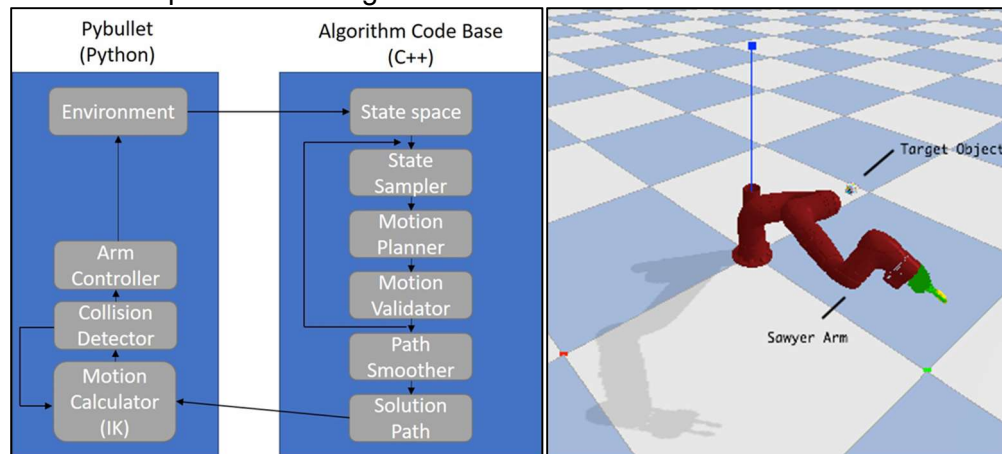 Pybullet
(Python)
Environment
Arm
Controller
Collision
Detector
Motion
Calculator
(IK)
Algorithm Code Base
(C++)
State space
State
Sampler
Motion
Planner
Motion
Validator
Path
Smoother
Solution
Path
Target Object
Sawyer Arm